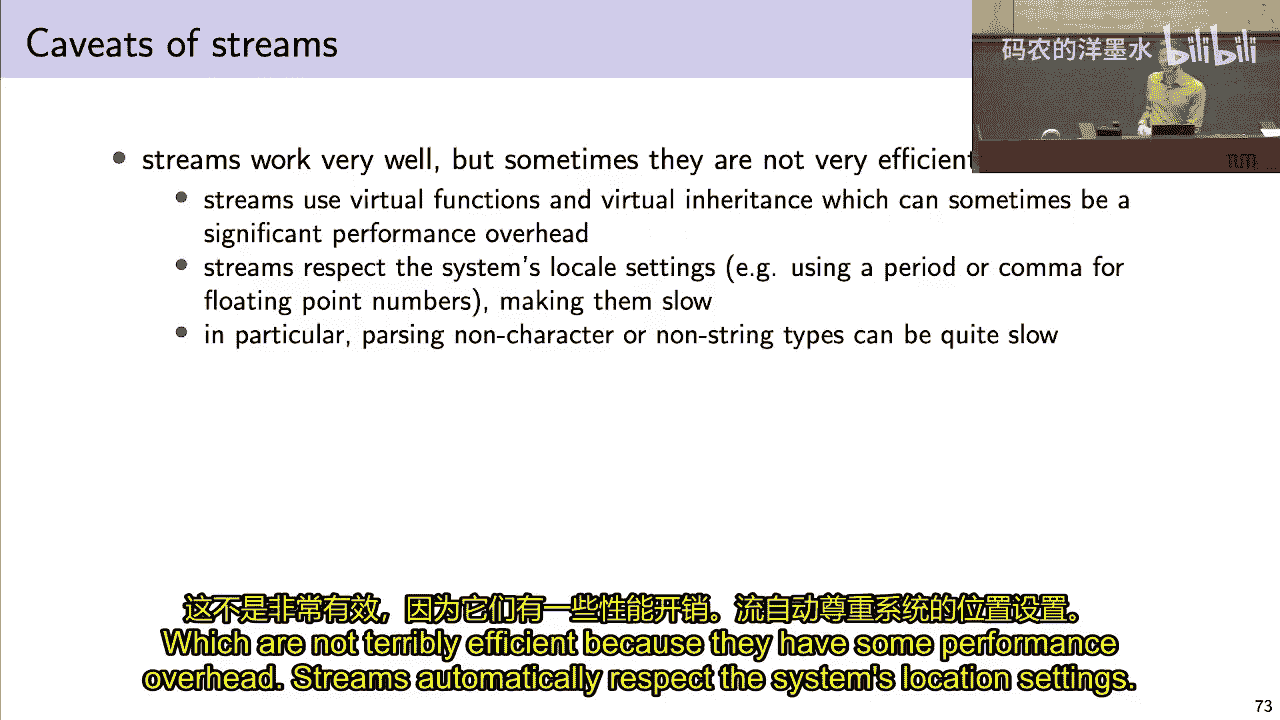 Caveats of streams
码农的洋墨水 bilibili
• streams work very well, but sometimes they are not very efficient
• streams use virtual functions and virtual inheritance which can sometimes be a
significant performance overhead
• streams respect the system's locale settings (e.g. using a period or comma for
floating point numbers), making them slow
• in particular, parsing non-character or non-string types can be quite slow
这不是非常有效，因为它们有一些性能开销。流自动尊重系统的位置设置。
Which are not terribly efficient because they have some performance
overhead. Streams automatically respect the system's location settings.
73